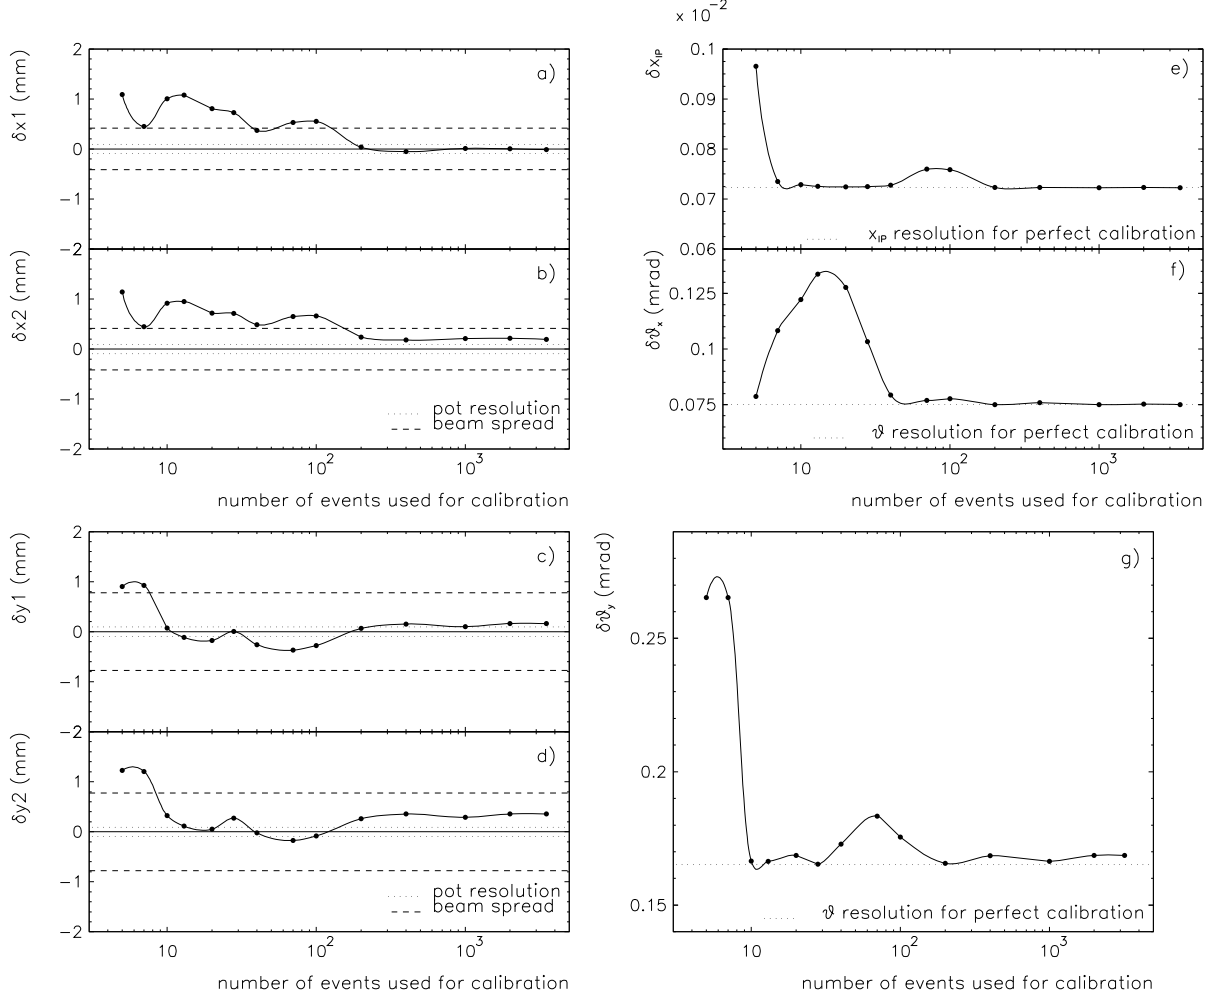 a)
δx1 (mm)
2
1
0
−1
−2
b)
δx2 (mm)
1
0
−1
−2
pot resolution
beam spread
10
10²
10³
number of events used for calibration
× 10⁻²
e)
δx_IP
0.1
0.09
0.08
0.07
0.06
x_IP resolution for perfect calibration
f)
δϑ_x (mrad)
0.125
0.1
0.075
ϑ resolution for perfect calibration
10
10²
10³
number of events used for calibration
c)
δy1 (mm)
2
1
0
−1
−2
d)
δy2 (mm)
1
0
−1
−2
pot resolution
beam spread
10
10²
10³
number of events used for calibration
g)
δϑ_y (mrad)
0.25
0.2
0.15
ϑ resolution for perfect calibration
10
10²
10³
number of events used for calibration